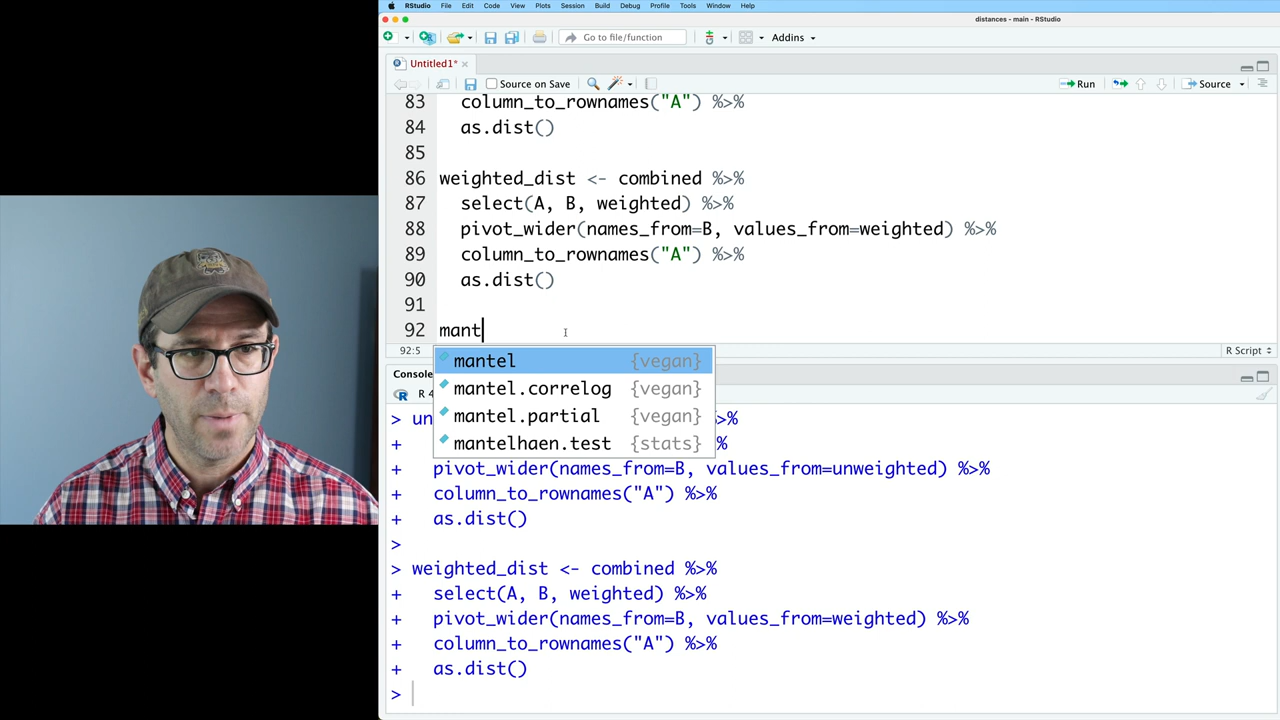 RStudio File Edit Code View Plots Session Build Debug Profile Tools Window Help
distances - main - RStudio
Go to file/function Addins
Untitled1*
Source on Save Run Source
83 column_to_rownames("A") %>%
84 as.dist()
85
86 weighted_dist <- combined %>%
87 select(A, B, weighted) %>%
88 pivot_wider(names_from=B, values_from=weighted) %>%
89 column_to_rownames("A") %>%
90 as.dist()
91
92 mant
92:5 R Script
mantel {vegan}
mantel.correlog {vegan}
mantel.partial {vegan}
mantelhaen.test {stats}
Console
R 4
> un %>%
+ %>%
+ pivot_wider(names_from=B, values_from=unweighted) %>%
+ column_to_rownames("A") %>%
+ as.dist()
>
> weighted_dist <- combined %>%
+ select(A, B, weighted) %>%
+ pivot_wider(names_from=B, values_from=weighted) %>%
+ column_to_rownames("A") %>%
+ as.dist()
>